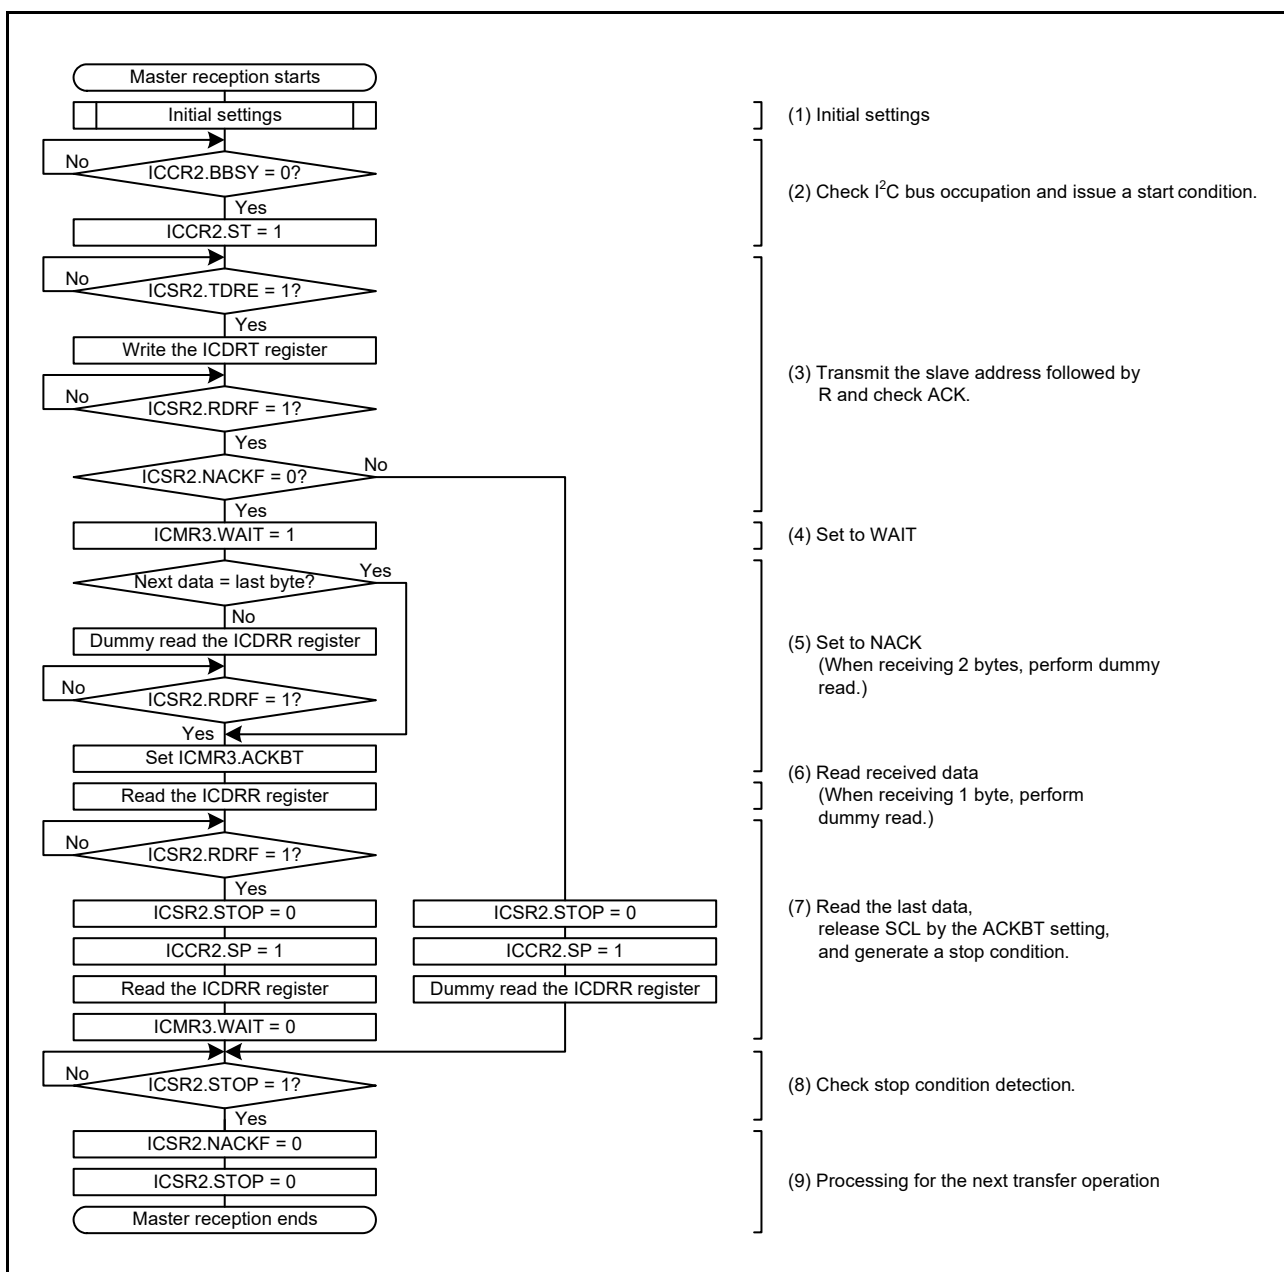 Master reception starts
Initial settings
(1) Initial settings
No
ICCR2.BBSY = 0?
Yes
ICCR2.ST = 1
(2) Check I²C bus occupation and issue a start condition.
No
ICSR2.TDRE = 1?
Yes
Write the ICDRT register
No
ICSR2.RDRF = 1?
Yes
ICSR2.NACKF = 0?
No
Yes
(3) Transmit the slave address followed by
R and check ACK.
ICMR3.WAIT = 1
(4) Set to WAIT
Next data = last byte?
Yes
No
Dummy read the ICDRR register
No
ICSR2.RDRF = 1?
Yes
Set ICMR3.ACKBT
(5) Set to NACK
(When receiving 2 bytes, perform dummy
read.)
Read the ICDRR register
(6) Read received data
(When receiving 1 byte, perform
dummy read.)
No
ICSR2.RDRF = 1?
Yes
ICSR2.STOP = 0
ICCR2.SP = 1
Read the ICDRR register
ICMR3.WAIT = 0
ICSR2.STOP = 0
ICCR2.SP = 1
Dummy read the ICDRR register
(7) Read the last data,
release SCL by the ACKBT setting,
and generate a stop condition.
No
ICSR2.STOP = 1?
Yes
(8) Check stop condition detection.
ICSR2.NACKF = 0
ICSR2.STOP = 0
Master reception ends
(9) Processing for the next transfer operation